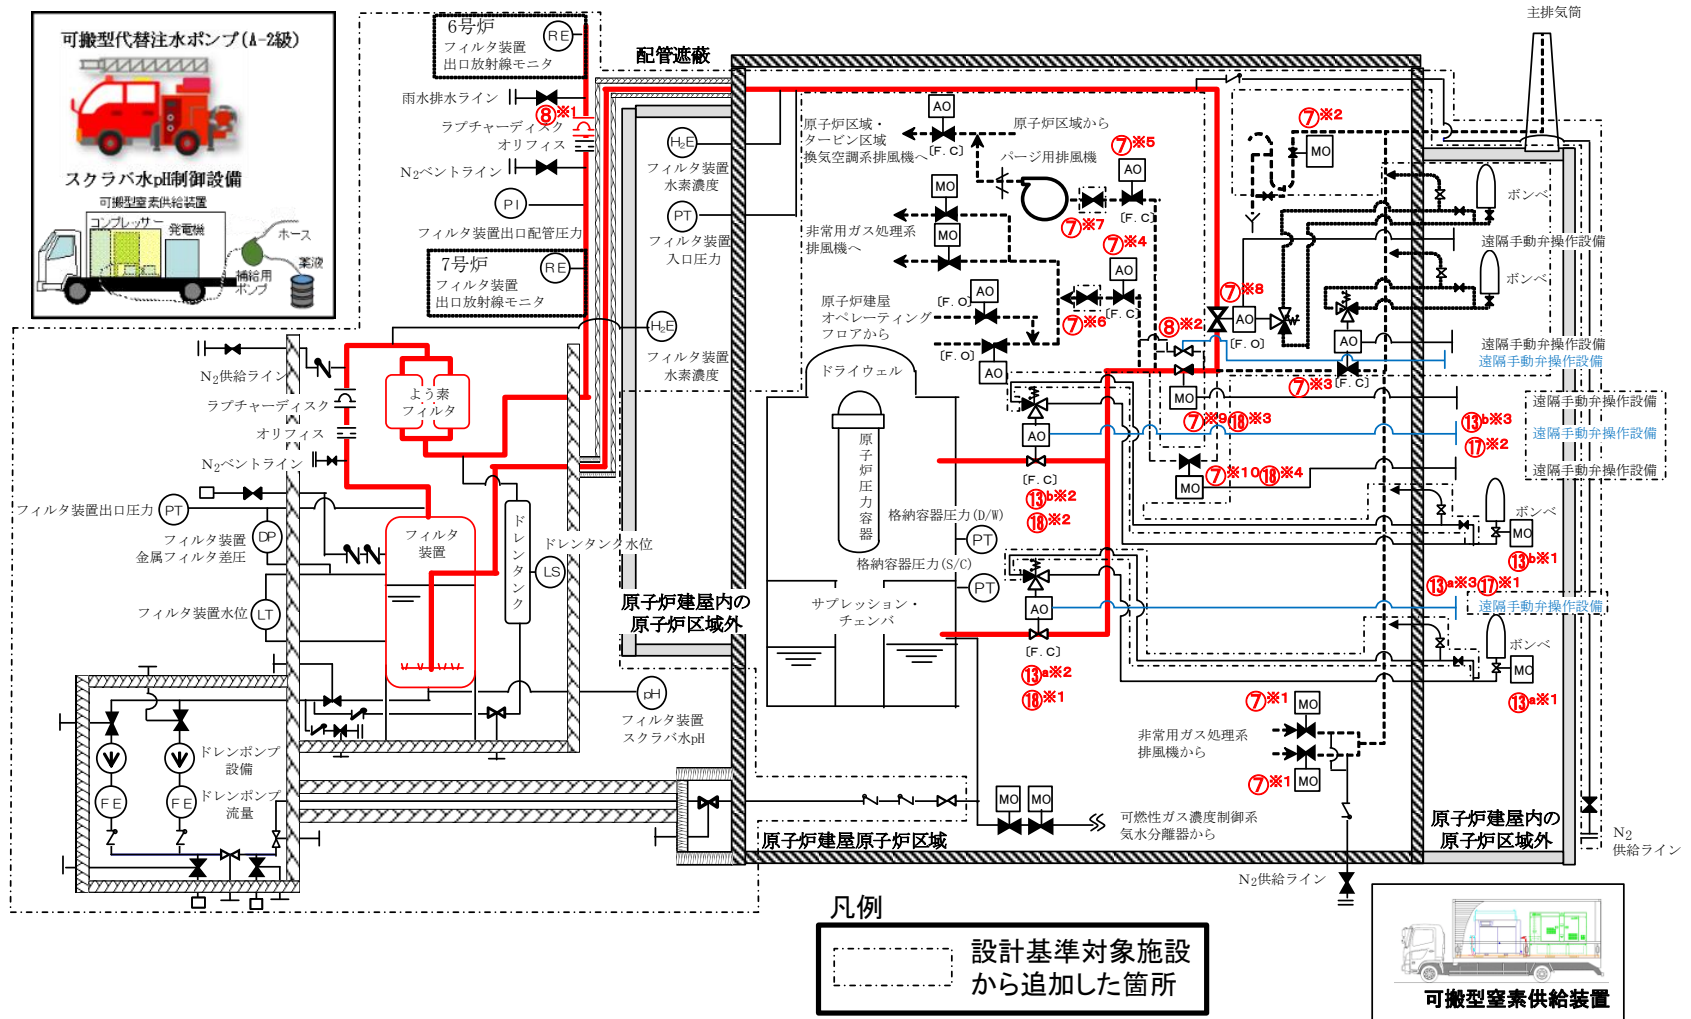 可搬型代替注水ポンプ(A-2級)
スクラバ水pH制御設備
可搬型窒素供給装置
コンプレッサー
発電機
ホース
薬液
補給用
ポンプ
6号炉
フィルタ装置
出口放射線モニタ
RE
雨水排水ライン
⑧※1
ラプチャーディスク
オリフィス
N₂ベントライン
PI
フィルタ装置出口配管圧力
7号炉
フィルタ装置
出口放射線モニタ
RE
配管遮蔽
H₂E
フィルタ装置
水素濃度
PT
フィルタ装置
入口圧力
H₂E
フィルタ装置
水素濃度
N₂供給ライン
ラプチャーディスク
オリフィス
N₂ベントライン
よう素
フィルタ
フィルタ装置出口圧力
PT
フィルタ装置
金属フィルタ差圧
DP
フィルタ装置水位
LT
フィルタ
装置
ドレンタンク
ドレンタンク水位
LS
pH
フィルタ装置
スクラバ水pH
ドレンポンプ
設備
ドレンポンプ
流量
FE
FE
原子炉建屋内の
原子炉区域外
主排気筒
原子炉区域・
タービン区域
換気空調系排風機へ
AO
(F.C)
原子炉区域から
パージ用排風機
⑦※5
AO
(F.C)
⑦※7
⑦※2
MO
MO
MO
非常用ガス処理系
排風機へ
⑦※4
AO
(F.C)
⑦※6
原子炉建屋
オペレーティング
フロアから
(F.O)
AO
(F.O)
AO
⑦※8
AO
(F.O)
⑧※2
AO
(F.C)
⑦※3
MO
⑦※9⑱※3
ボンベ
遠隔手動弁操作設備
ボンベ
遠隔手動弁操作設備
遠隔手動弁操作設備
遠隔手動弁操作設備
遠隔手動弁操作設備
遠隔手動弁操作設備
⑬b※3
⑰※2
ドライウェル
原子炉圧力容器
AO
(F.C)
⑬b※2
⑱※2
MO
⑦※10⑱※4
格納容器圧力(D/W)
PT
格納容器圧力(S/C)
PT
ボンベ
MO
⑬b※1
⑬a※3⑰※1
遠隔手動弁操作設備
ボンベ
MO
⑬a※1
サプレッション・
チェンバ
AO
(F.C)
⑬a※2
⑱※1
⑦※1
MO
非常用ガス処理系
排風機から
MO
⑦※1
MO
MO
可燃性ガス濃度制御系
気水分離器から
原子炉建屋原子炉区域
原子炉建屋内の
原子炉区域外
N₂
供給ライン
N₂供給ライン
凡例
設計基準対象施設
から追加した箇所
可搬型窒素供給装置